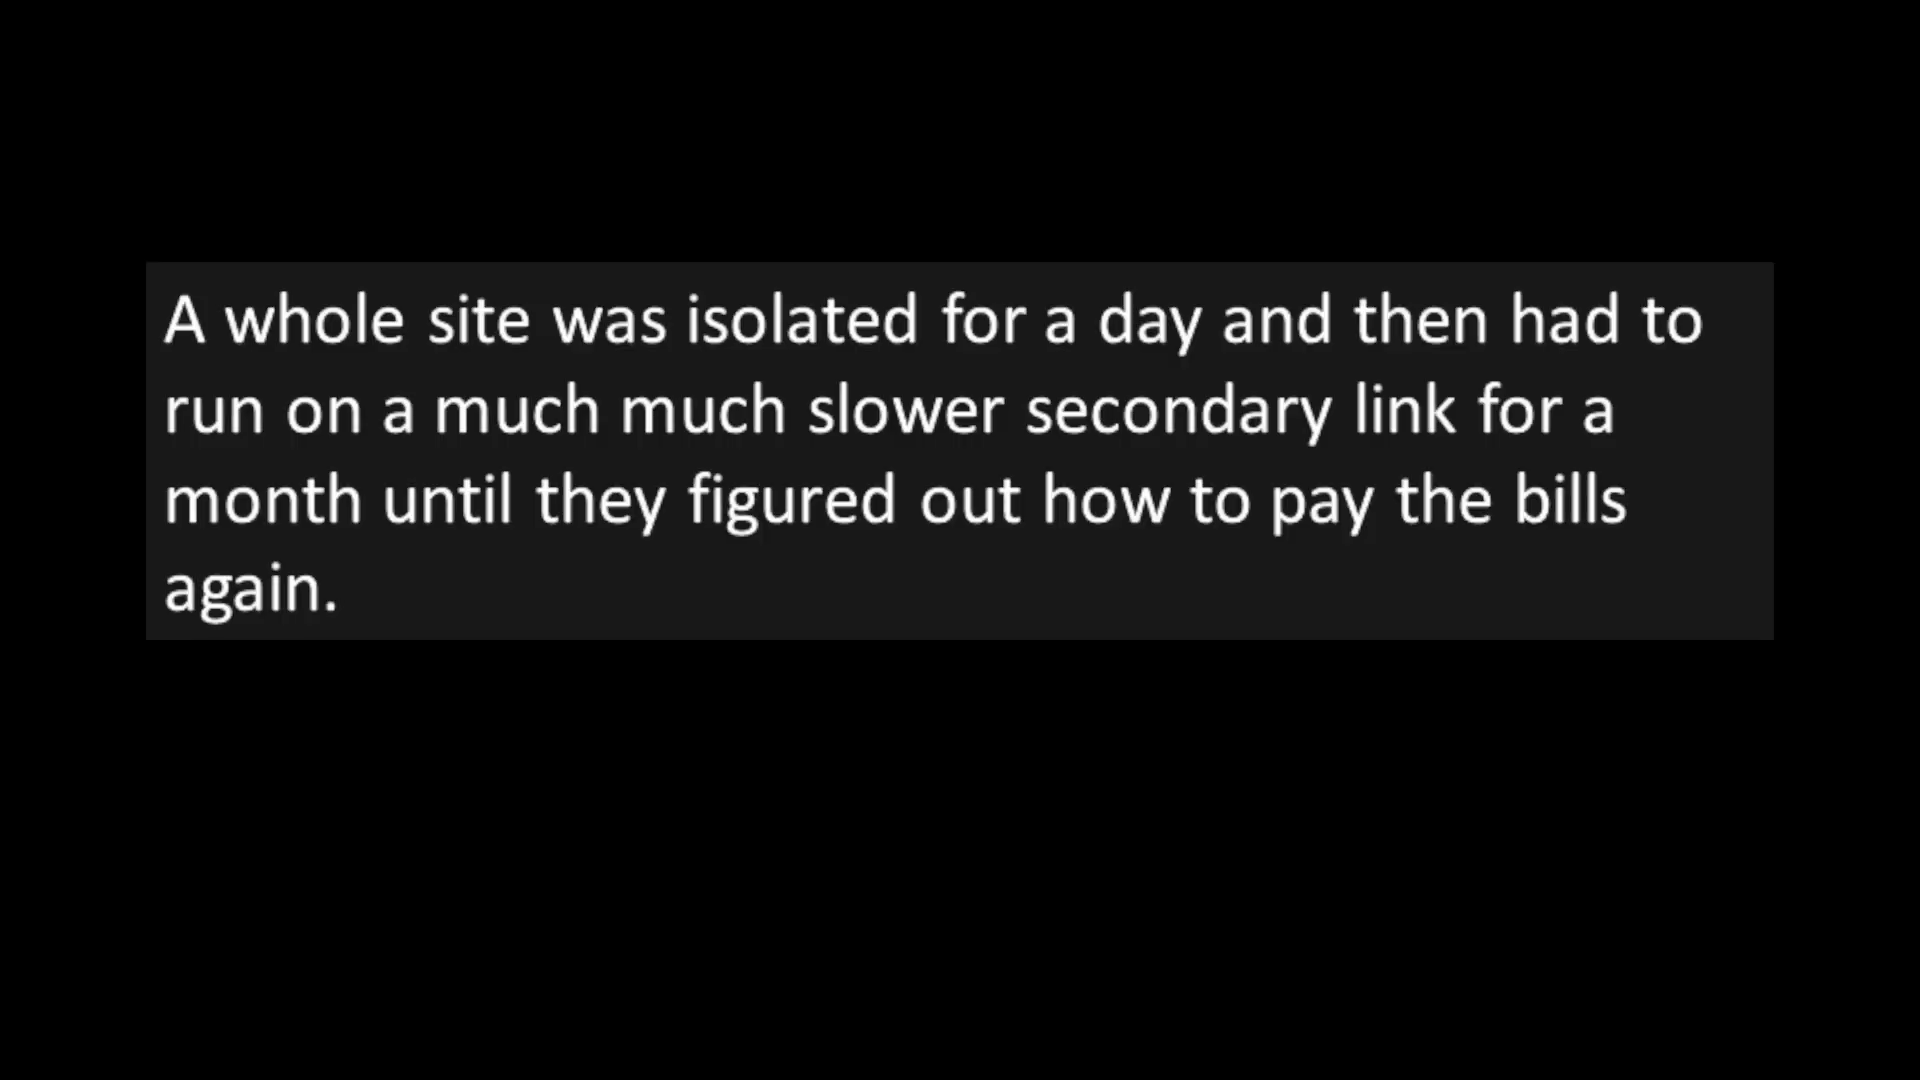 A whole site was isolated for a day and then had to
run on a much much slower secondary link for a
month until they figured out how to pay the bills
again.